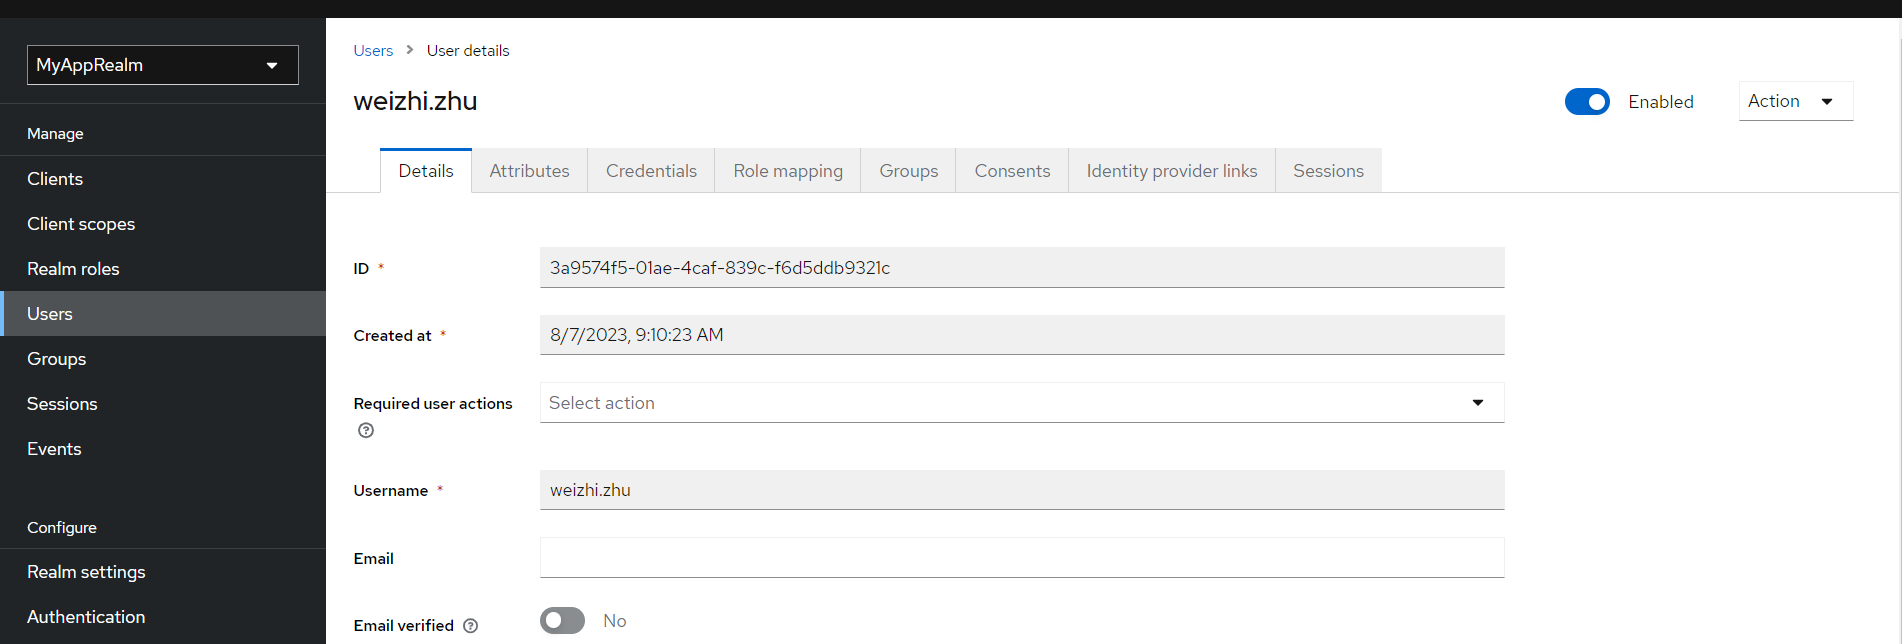 MyAppRealm
Manage
Clients
Client scopes
Realm roles
Users
Groups
Sessions
Events
Configure
Realm settings
Authentication
Users > User details
weizhi.zhu
Enabled
Action
Details Attributes Credentials Role mapping Groups Consents Identity provider links Sessions
ID * 3a9574f5-01ae-4caf-839c-f6d5ddb9321c
Created at * 8/7/2023, 9:10:23 AM
Required user actions Select action
Username * weizhi.zhu
Email
Email verified No